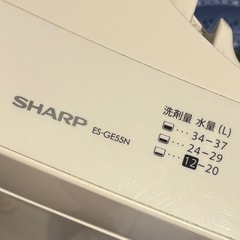 SHARP
ES-GE55N
洗剤量 水量(L)
… 34-37
… 24-29
… 12-20